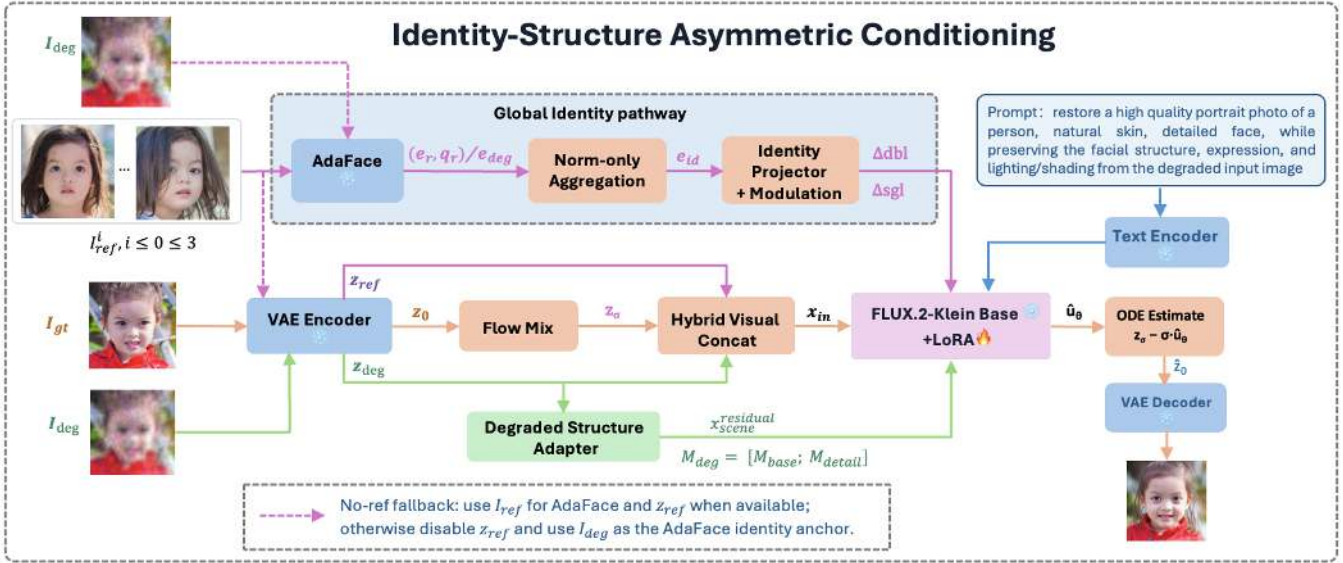 Identity-Structure Asymmetric Conditioning
I_deg
Global Identity pathway
AdaFace
(e_r, q_r)/e_deg
Norm-only
Aggregation
e_id
Identity
Projector
+ Modulation
Δdbl
Δsgl
Prompt: restore a high quality portrait photo of a
person, natural skin, detailed face, while
preserving the facial structure, expression, and
lighting/shading from the degraded input image
Text Encoder
...
I^i_ref, i ≤ 0 ≤ 3
I_gt
VAE Encoder
z_ref
z_0
Flow Mix
z_σ
Hybrid Visual
Concat
x_in
FLUX.2-Klein Base
+LoRA🔥
û_θ
ODE Estimate
z_σ − σ·û_θ
ẑ_0
VAE Decoder
I_deg
z_deg
Degraded Structure
Adapter
x^residual_scene
M_deg = [M_base; M_detail]
No-ref fallback: use I_ref for AdaFace and z_ref when available;
otherwise disable z_ref and use I_deg as the AdaFace identity anchor.